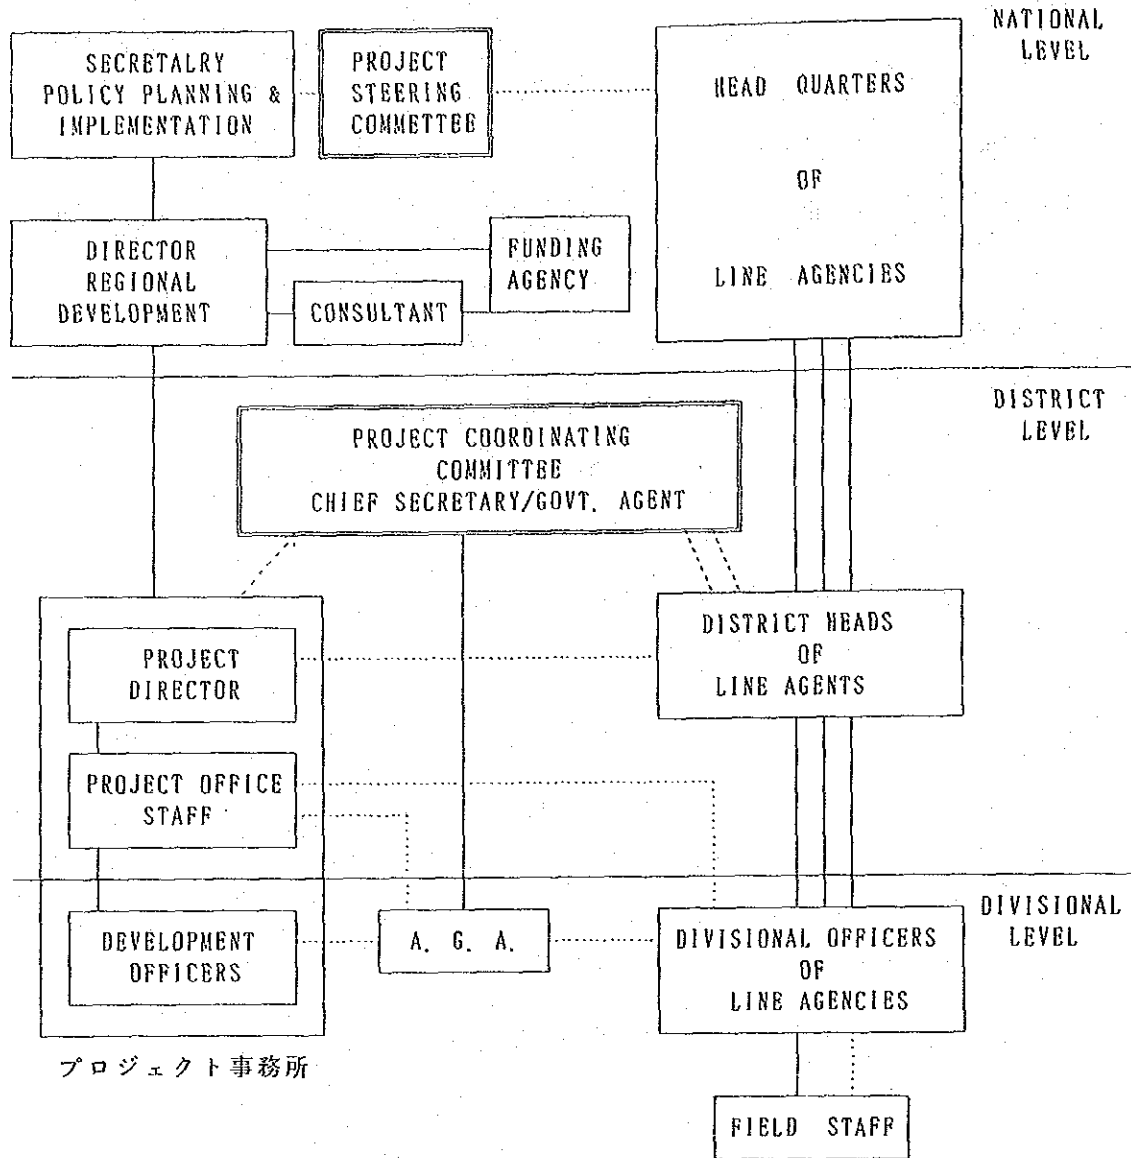 NATIONAL
LEVEL
SECRETALRY
POLICY PLANNING &
IMPLEMENTATION
PROJECT
STEERING
COMMETTEE
HEAD QUARTERS
OF
LINE AGENCIES
DIRECTOR
REGIONAL
DEVELOPMENT
CONSULTANT
FUNDING
AGENCY
DISTRICT
LEVEL
PROJECT COORDINATING
COMMITTEE
CHIEF SECRETARY/GOVT. AGENT
PROJECT
DIRECTOR
DISTRICT HEADS
OF
LINE AGENTS
PROJECT OFFICE
STAFF
DIVISIONAL
LEVEL
DEVELOPMENT
OFFICERS
A. G. A.
DIVISIONAL OFFICERS
OF
LINE AGENCIES
プロジェクト事務所
FIELD STAFF